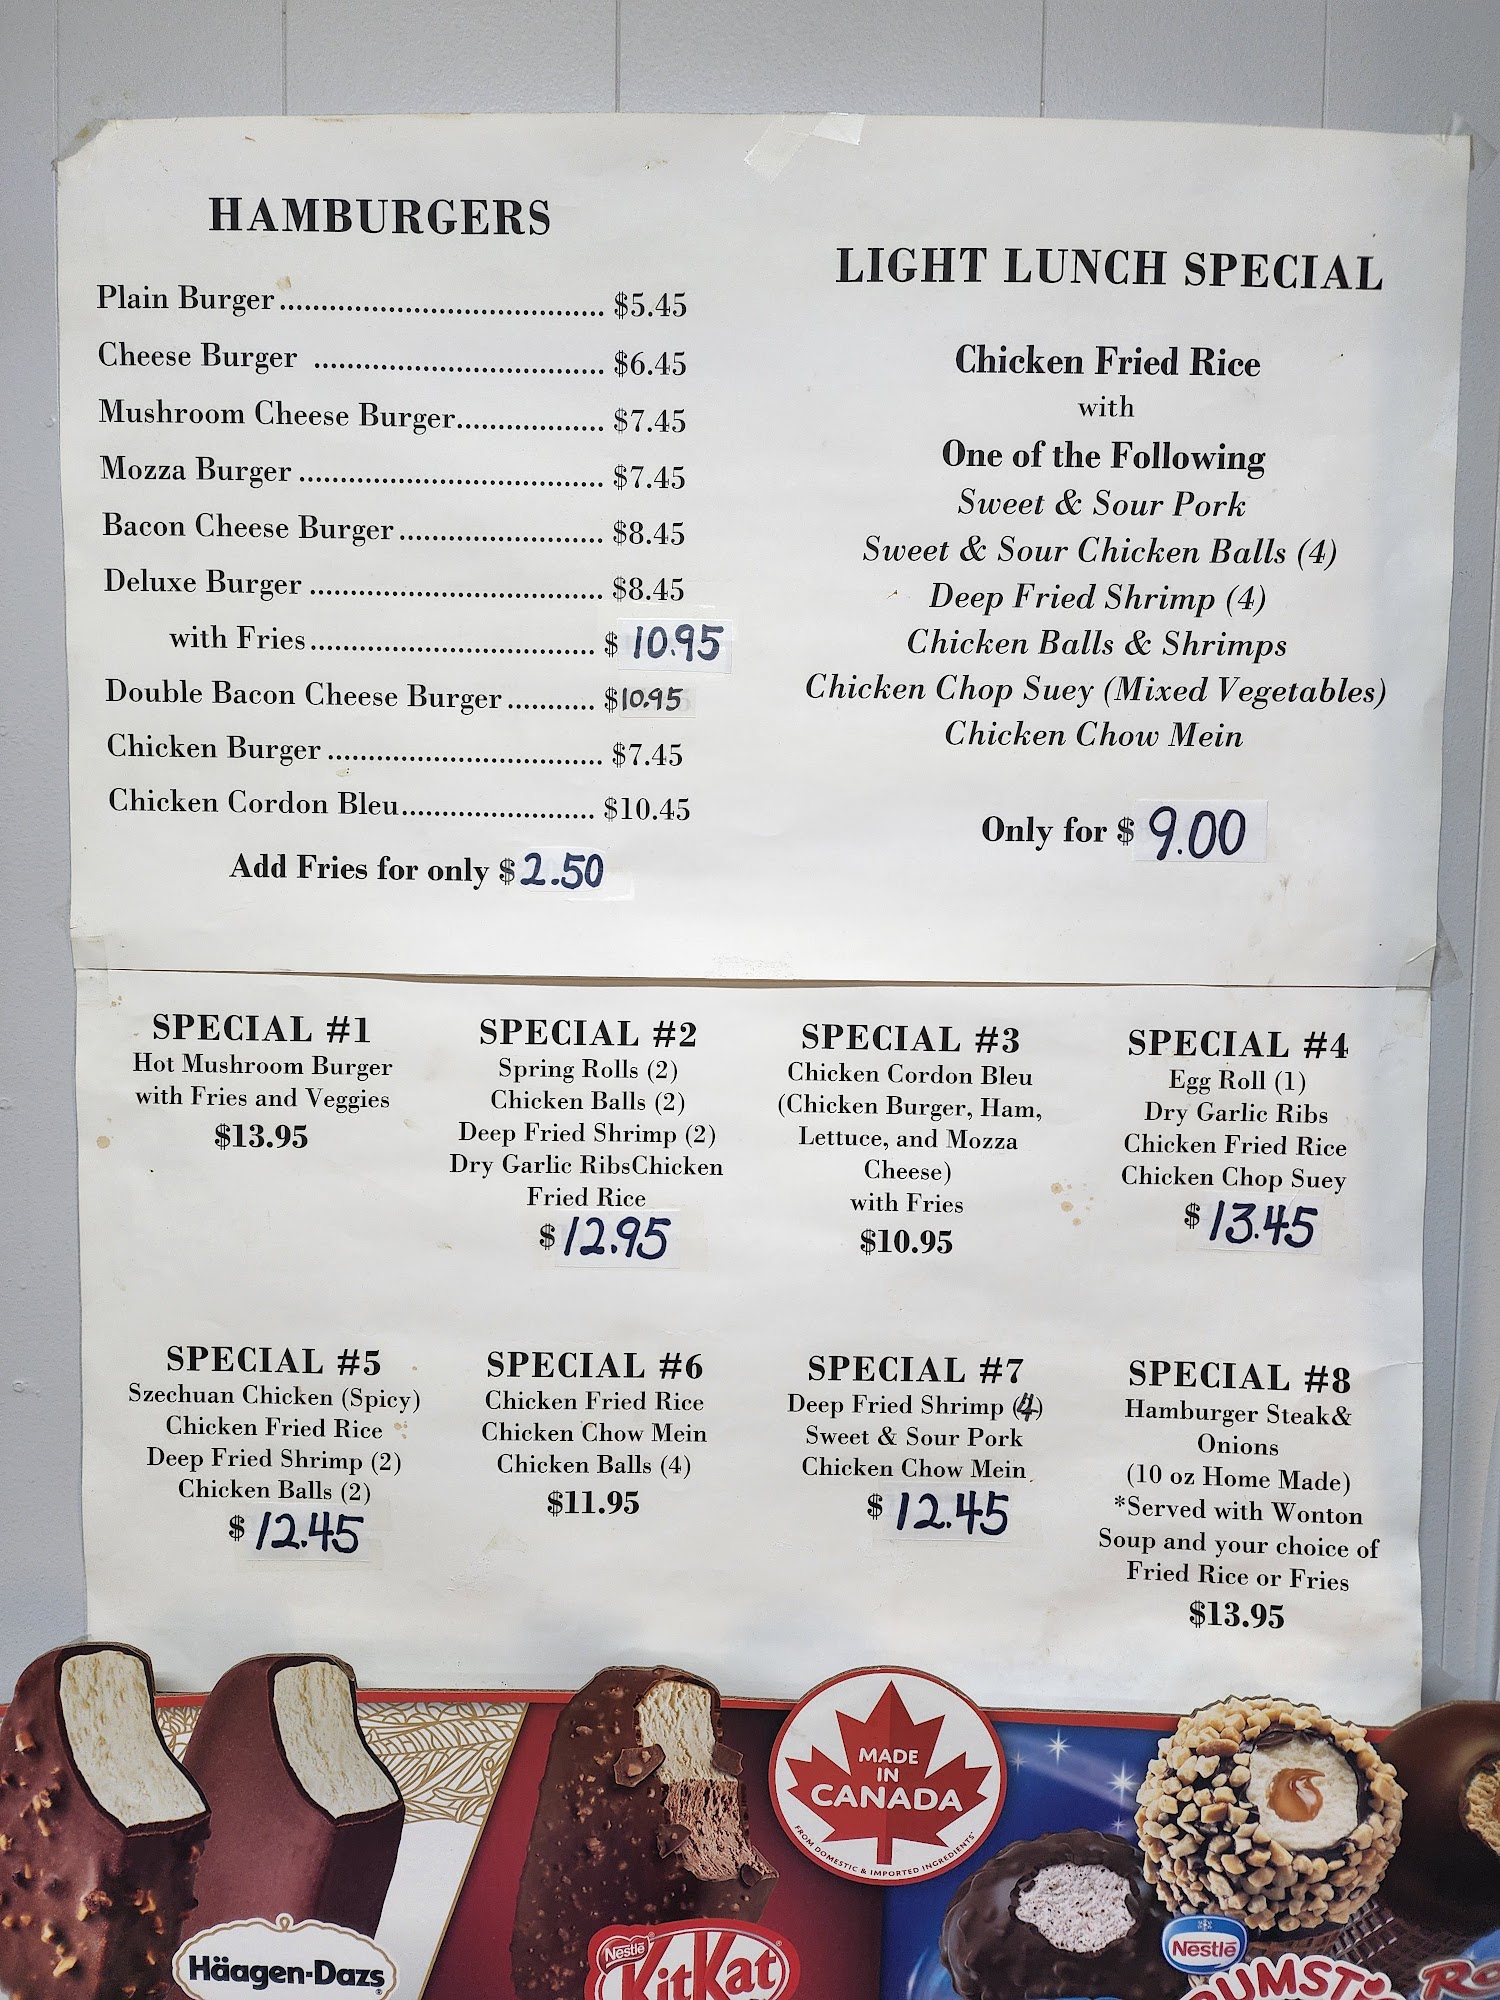 HAMBURGERS
Plain Burger.................................... $5.45
Cheese Burger ................................ $6.45
Mushroom Cheese Burger................. $7.45
Mozza Burger .................................. $7.45
Bacon Cheese Burger ....................... $8.45
Deluxe Burger ................................. $8.45
with Fries ................................ $ 10.95
Double Bacon Cheese Burger ........... $10.95
Chicken Burger ............................... $7.45
Chicken Cordon Bleu....................... $10.45
Add Fries for only $ 2.50
LIGHT LUNCH SPECIAL
Chicken Fried Rice
with
One of the Following
Sweet & Sour Pork
Sweet & Sour Chicken Balls (4)
Deep Fried Shrimp (4)
Chicken Balls & Shrimps
Chicken Chop Suey (Mixed Vegetables)
Chicken Chow Mein
Only for $ 9.00
SPECIAL #1
Hot Mushroom Burger
with Fries and Veggies
$13.95
SPECIAL #2
Spring Rolls (2)
Chicken Balls (2)
Deep Fried Shrimp (2)
Dry Garlic RibsChicken
Fried Rice
$ 12.95
SPECIAL #3
Chicken Cordon Bleu
(Chicken Burger, Ham,
Lettuce, and Mozza
Cheese)
with Fries
$10.95
SPECIAL #4
Egg Roll (1)
Dry Garlic Ribs
Chicken Fried Rice
Chicken Chop Suey
$ 13.45
SPECIAL #5
Szechuan Chicken (Spicy)
Chicken Fried Rice
Deep Fried Shrimp (2)
Chicken Balls (2)
$ 12.45
SPECIAL #6
Chicken Fried Rice
Chicken Chow Mein
Chicken Balls (4)
$11.95
SPECIAL #7
Deep Fried Shrimp (4)
Sweet & Sour Pork
Chicken Chow Mein
$ 12.45
SPECIAL #8
Hamburger Steak&
Onions
(10 oz Home Made)
*Served with Wonton
Soup and your choice of
Fried Rice or Fries
$13.95
MADE
IN
CANADA
FROM DOMESTIC & IMPORTED INGREDIENTS
Häagen-Dazs
Nestlé
KitKat
Nestlé